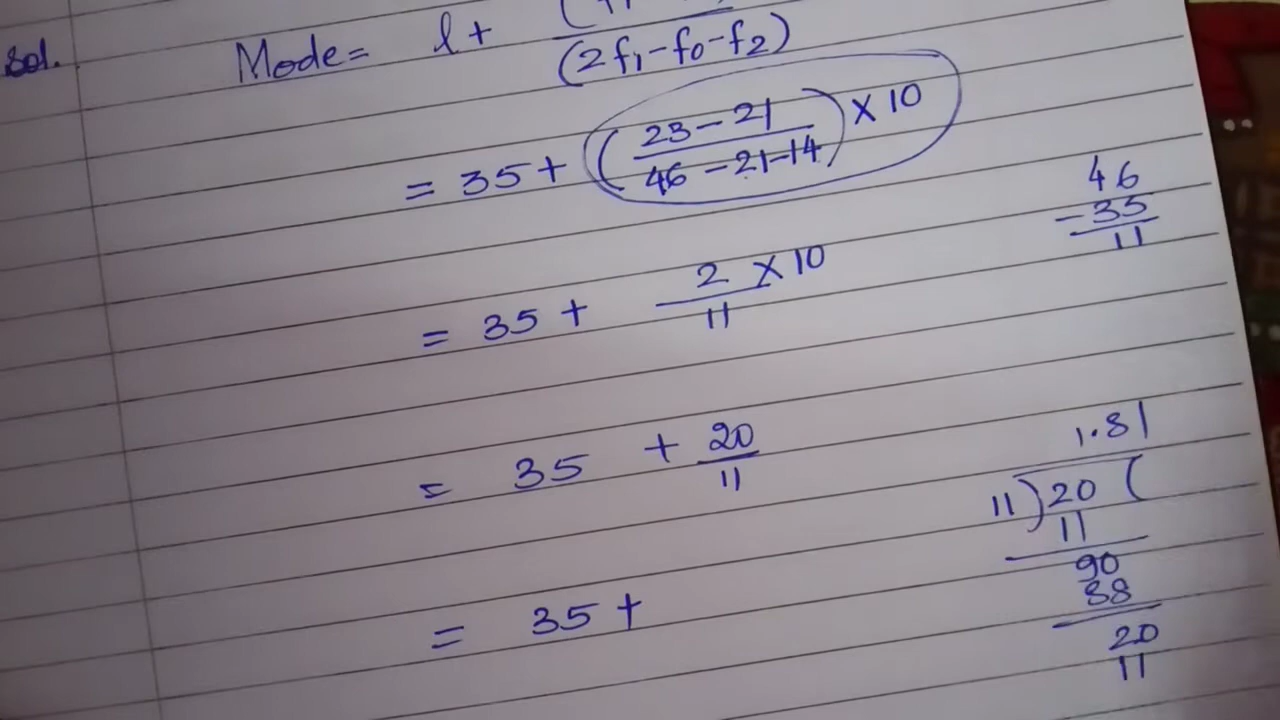 Sol. Mode = l +
(2f₁-f₀-f₂)
= 35 + (23-21 / 46-21-14) × 10
46
- 35
11
= 35 + 2/11 × 10
= 35 + 20/11
1.81
11)20(
11
90
88
20
11
= 35 +